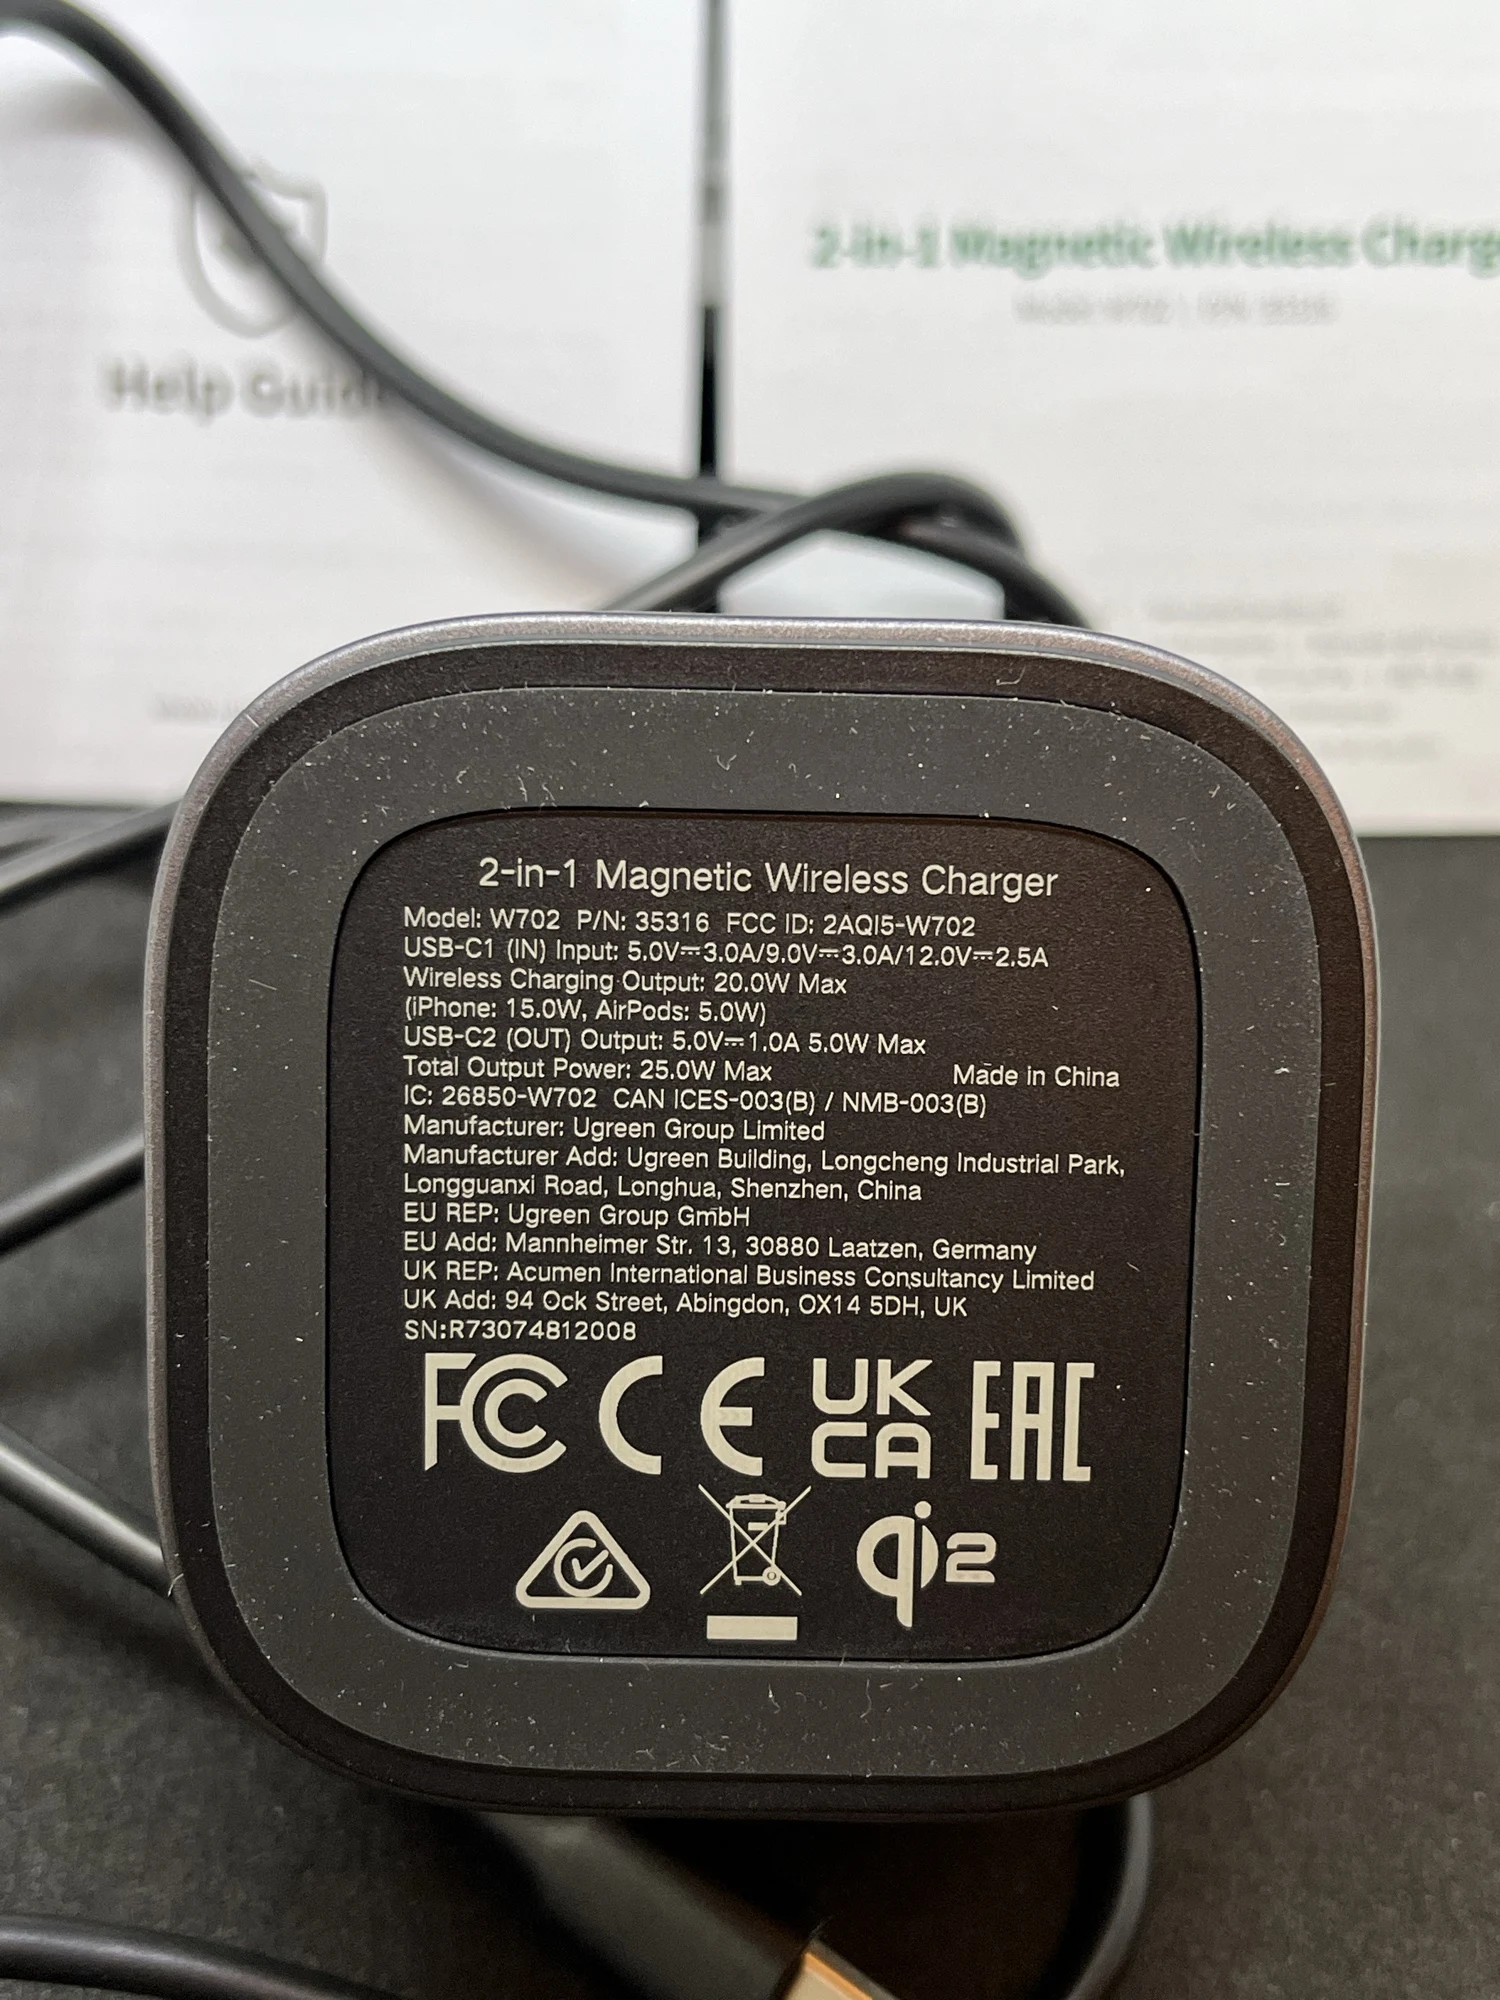 Help Guide
2-in-1 Magnetic Wireless Charg
2-in-1 Magnetic Wireless Charger
Model: W702 P/N: 35316 FCC ID: 2AQI5-W702
USB-C1 (IN) Input: 5.0V⎓3.0A/9.0V⎓3.0A/12.0V⎓2.5A
Wireless Charging Output: 20.0W Max
(iPhone: 15.0W, AirPods: 5.0W)
USB-C2 (OUT) Output: 5.0V⎓1.0A 5.0W Max
Total Output Power: 25.0W Max Made in China
IC: 26850-W702 CAN ICES-003(B) / NMB-003(B)
Manufacturer: Ugreen Group Limited
Manufacturer Add: Ugreen Building, Longcheng Industrial Park,
Longguanxi Road, Longhua, Shenzhen, China
EU REP: Ugreen Group GmbH
EU Add: Mannheimer Str. 13, 30880 Laatzen, Germany
UK REP: Acumen International Business Consultancy Limited
UK Add: 94 Ock Street, Abingdon, OX14 5DH, UK
SN:R73074812008
FC CE UK CA EAC
qi2